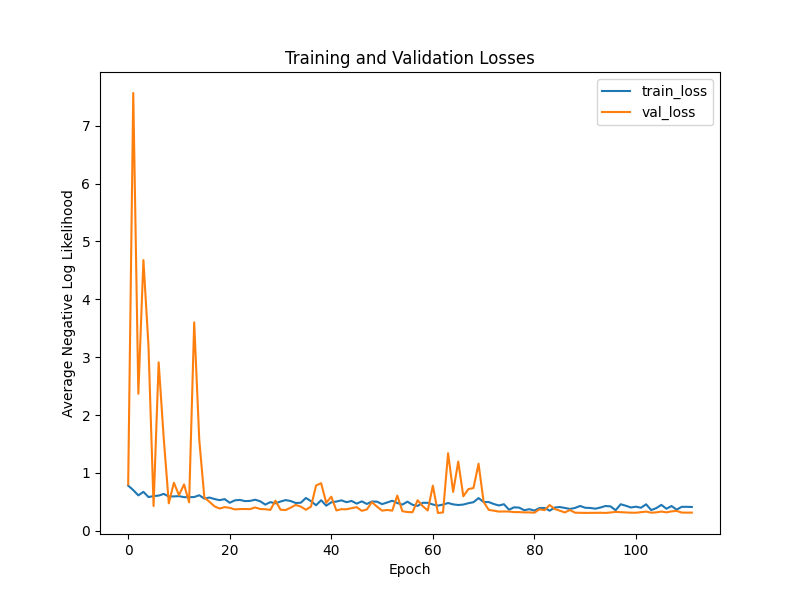 Training and Validation Losses
train_loss
val_loss
Average Negative Log Likelihood
7
6
5
4
3
2
1
0
0 20 40 60 80 100
Epoch